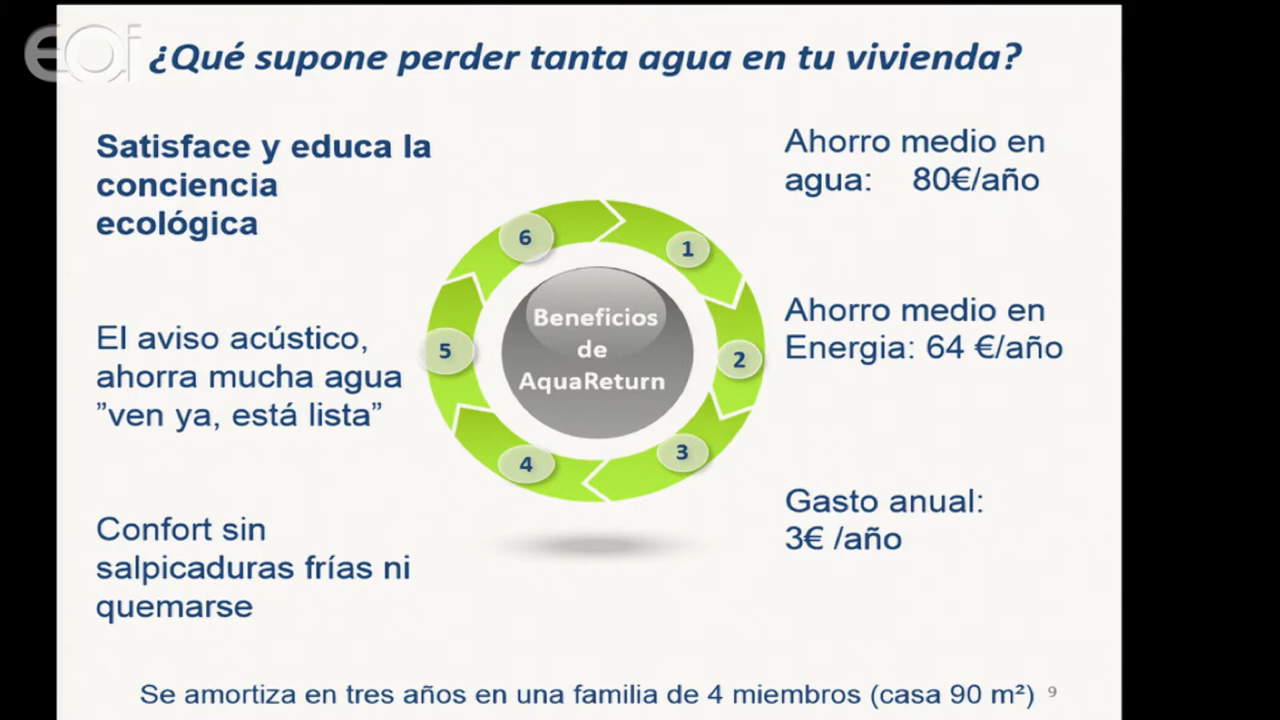 eoi
¿Qué supone perder tanta agua en tu vivienda?
Satisface y educa la
conciencia
ecológica
El aviso acústico,
ahorra mucha agua
”ven ya, está lista”
Confort sin
salpicaduras frías ni
quemarse
6
1
5
2
4
3
Beneficios
de
AquaReturn
Ahorro medio en
agua: 80€/año
Ahorro medio en
Energia: 64 €/año
Gasto anual:
3€ /año
Se amortiza en tres años en una familia de 4 miembros (casa 90 m²)
9